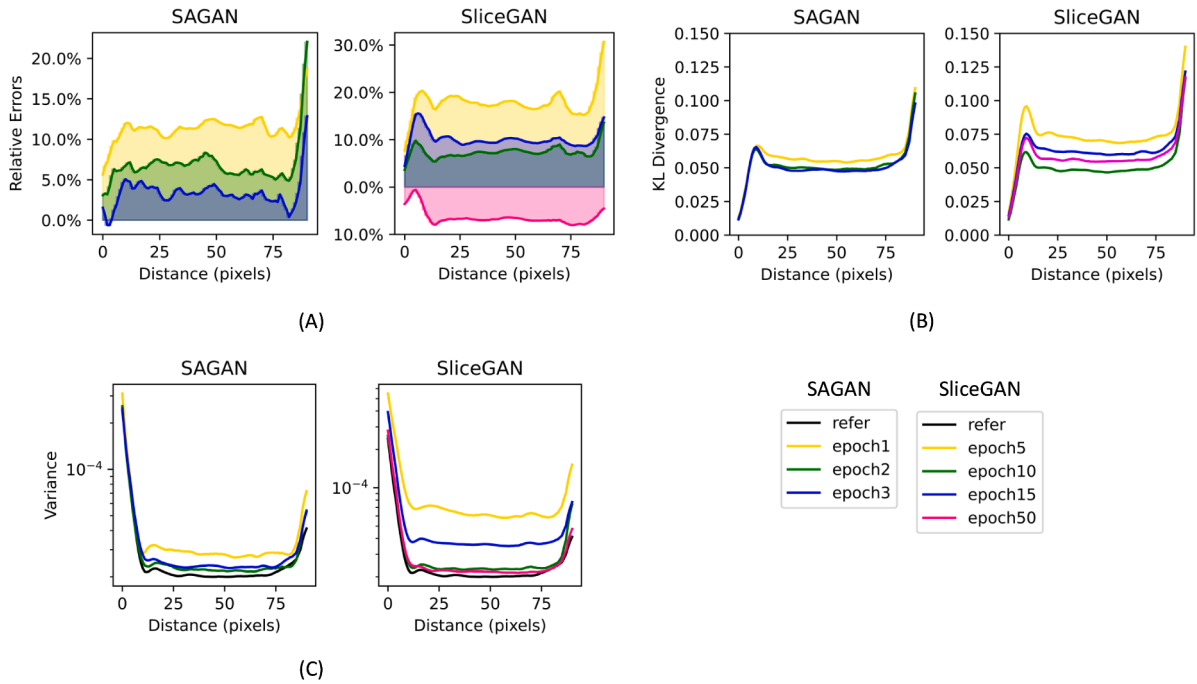 SAGAN
Relative Errors
20.0%
15.0%
10.0%
5.0%
0.0%
0 25 50 75
Distance (pixels)
SliceGAN
30.0%
20.0%
10.0%
0.0%
10.0%
0 25 50 75
Distance (pixels)
(A)
SAGAN
KL Divergence
0.150
0.125
0.100
0.075
0.050
0.025
0.000
0 25 50 75
Distance (pixels)
SliceGAN
0.150
0.125
0.100
0.075
0.050
0.025
0.000
0 25 50 75
Distance (pixels)
(B)
SAGAN
Variance
10⁻⁴
0 25 50 75
Distance (pixels)
SliceGAN
10⁻⁴
0 25 50 75
Distance (pixels)
(C)
SAGAN
refer
epoch1
epoch2
epoch3
SliceGAN
refer
epoch5
epoch10
epoch15
epoch50